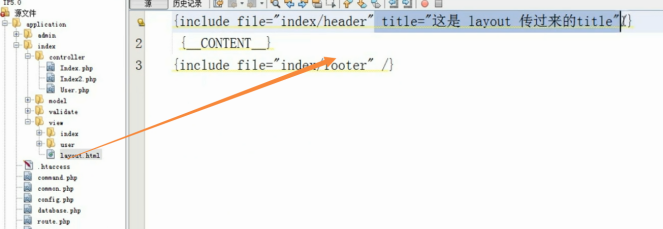 TP5.0
源
历史记录
源文件
application
admin
index
controller
Index.php
Index2.php
User.php
model
validate
view
index
user
layout.html
.htaccess
command.php
common.php
config.php
database.php
route.php
{include file="index/header" title="这是 layout 传过来的title"/}
2 {__CONTENT__}
3 {include file="index/footer" /}